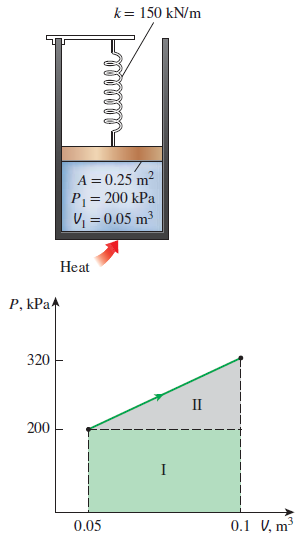 k = 150 kN/m
A = 0.25 m²
P₁ = 200 kPa
V₁ = 0.05 m³
Heat
P, kPa
320
200
II
I
0.05
0.1
V, m³